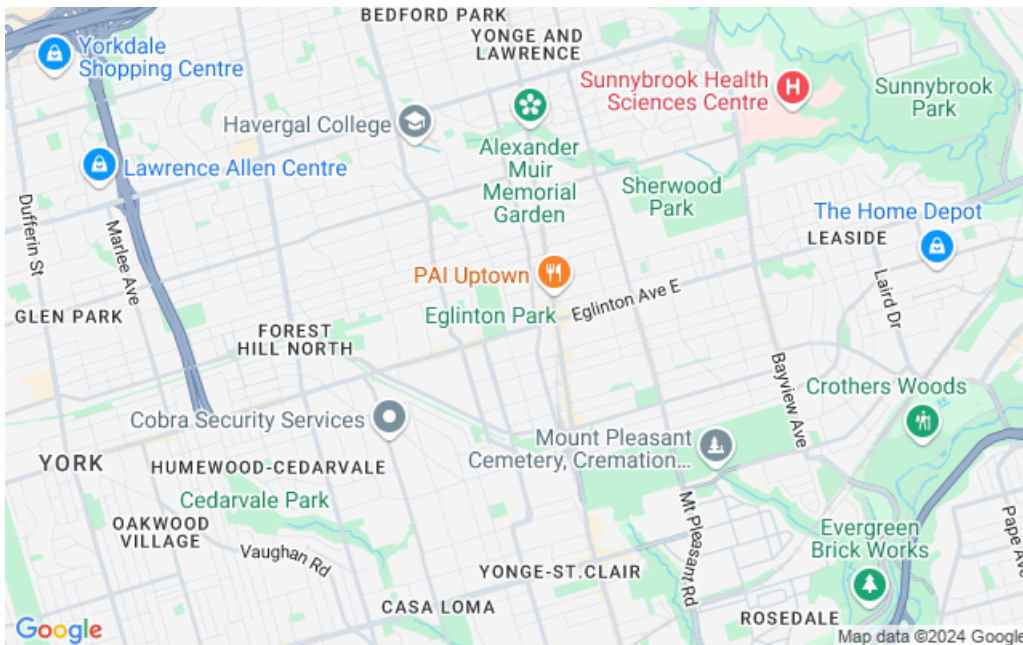 BEDFORD PARK
YONGE AND
LAWRENCE
Yorkdale
Shopping Centre
Sunnybrook Health
Sciences Centre
H
Sunnybrook
Park
Havergal College
Alexander
Muir
Memorial
Garden
Lawrence Allen Centre
Sherwood
Park
Dufferin St
Marlee Ave
The Home Depot
LEASIDE
PAI Uptown
Laird Dr
GLEN PARK
Eglinton Park
Eglinton Ave E
FOREST
HILL NORTH
Bayview Ave
Crothers Woods
Cobra Security Services
Mount Pleasant
Cemetery, Cremation...
YORK
HUMEWOOD-CEDARVALE
Cedarvale Park
Mt Pleasant Rd
Pape Ave
OAKWOOD
VILLAGE
Vaughan Rd
Evergreen
Brick Works
YONGE-ST.CLAIR
CASA LOMA
ROSEDALE
Google
Map data ©2024 Google